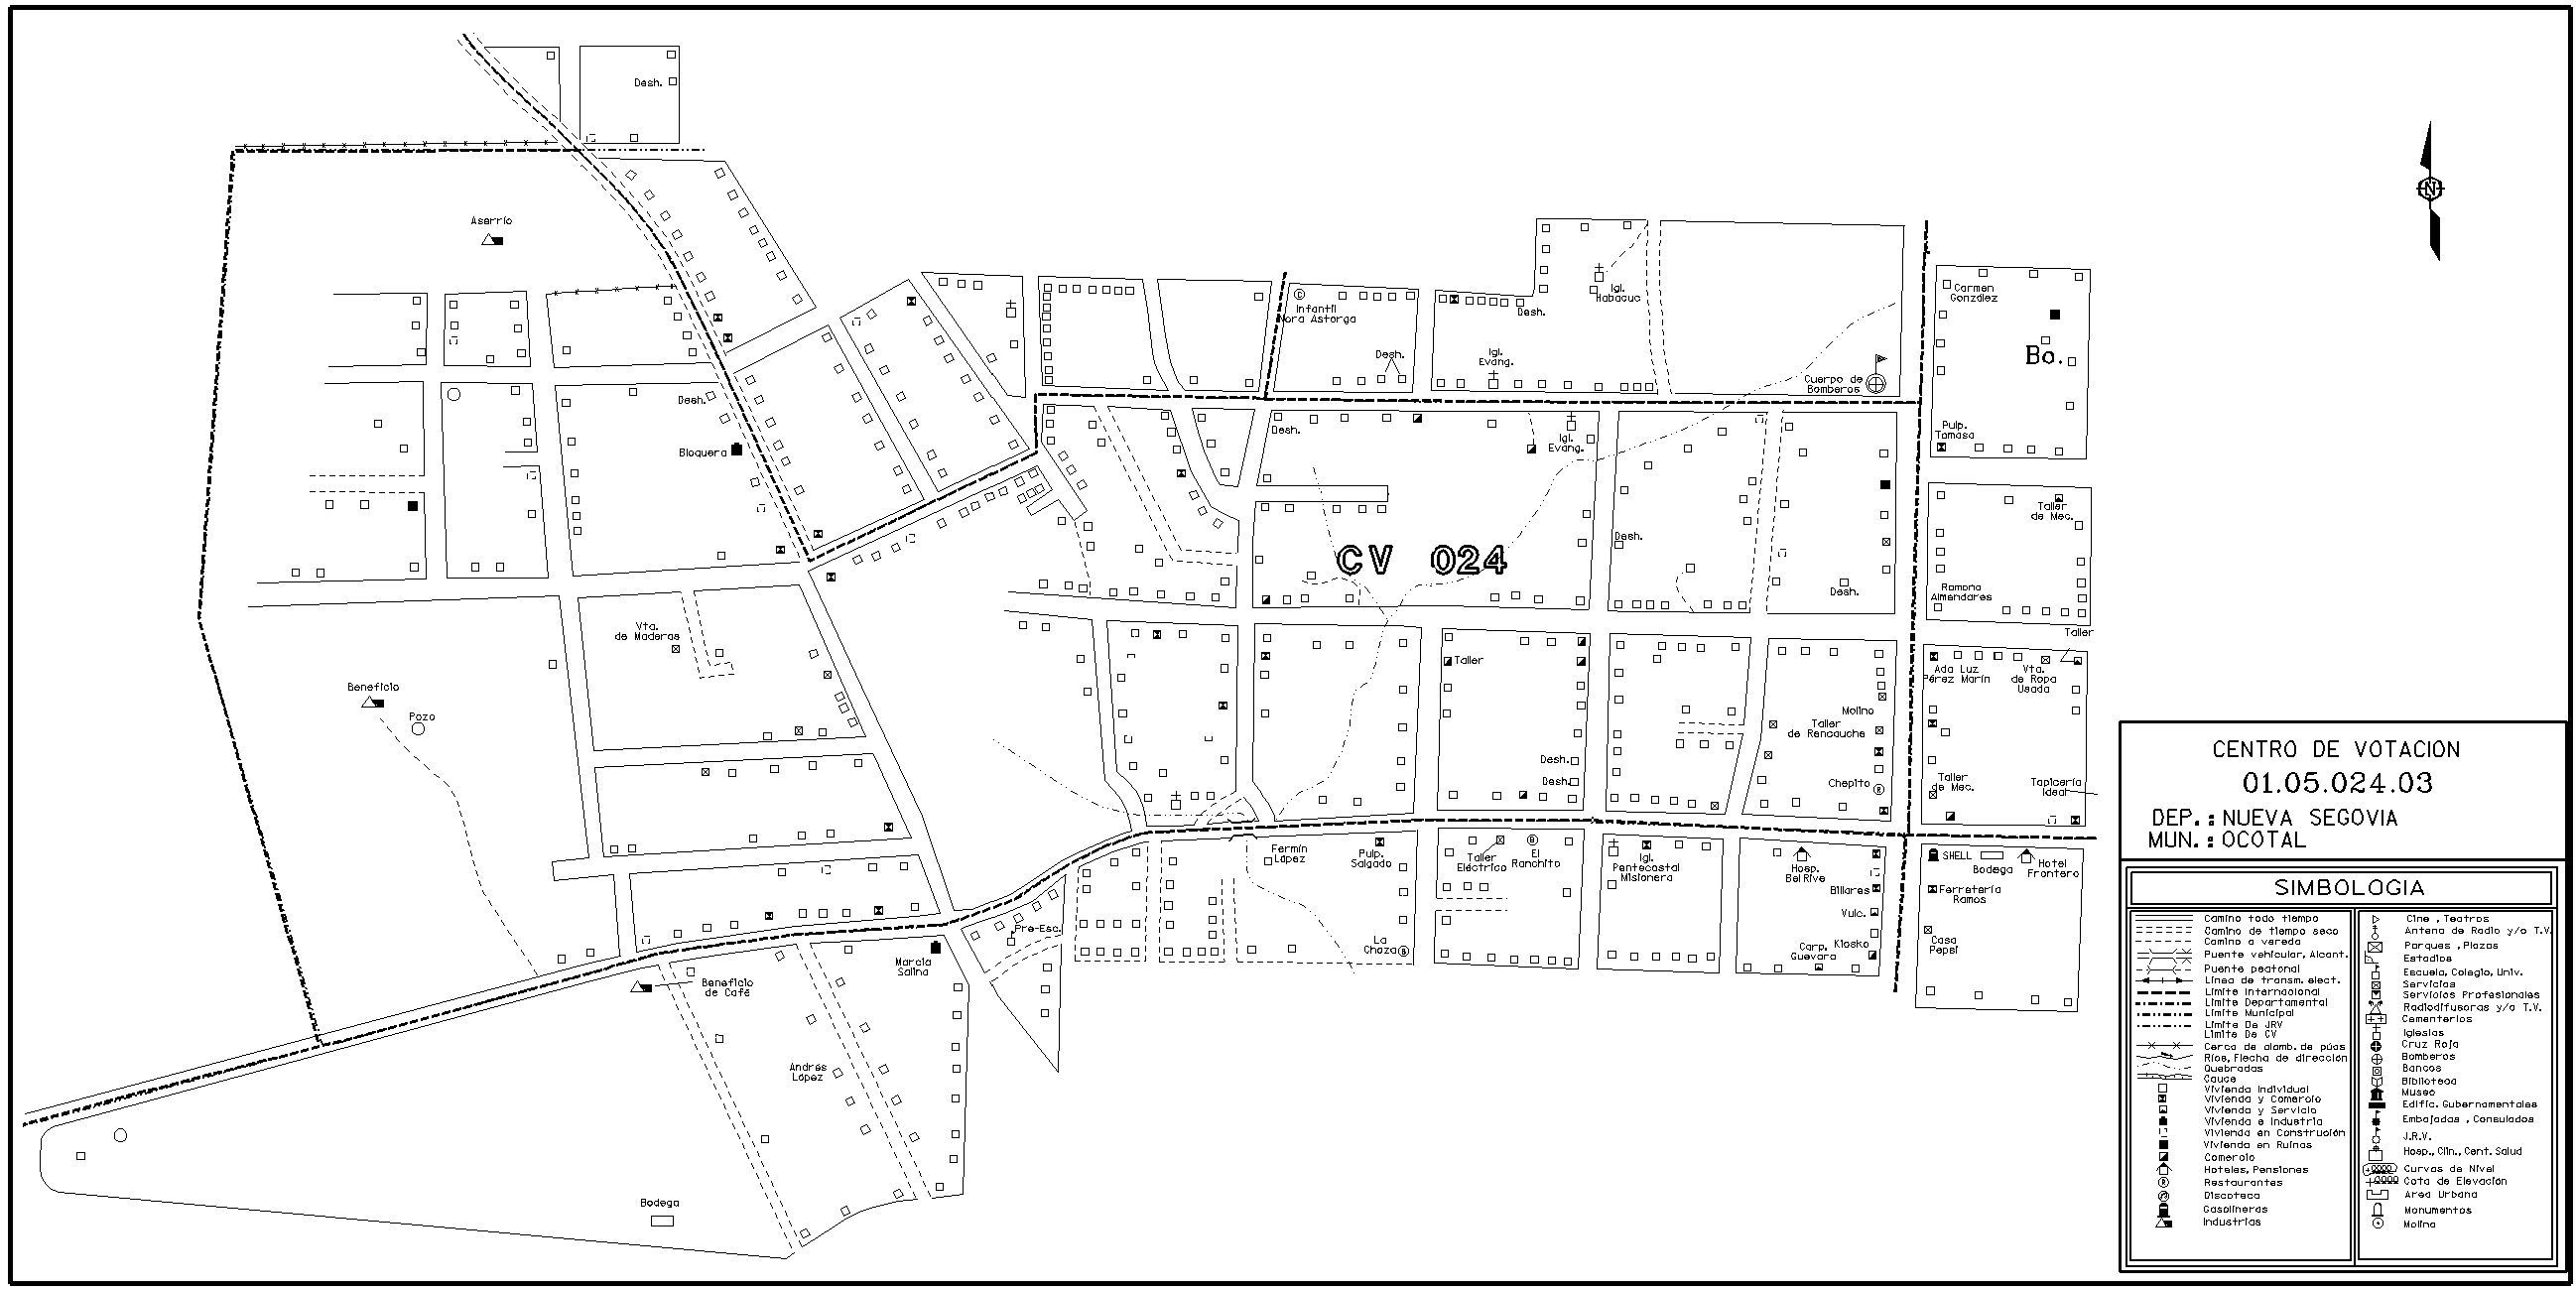 Desh.
Aserrío
N
Carmen
González
Infantil
Nora Astorga
Desh.
Igl.
Habacuc
Desh.
Igl.
Evang.
Desh.
Cuerpo de
Bomberos
Bo.
Desh.
Bloquera
Desh.
Igl.
Evang.
Pulp.
Tamasa
Taller
de Mec.
CV 024
Desh.
Desh.
Ramona
Almendares
Taller
Vta.
de Maderas
Taller
Ada Luz
Pérez Marín
Vta.
de Ropa
Usada
Beneficio
Pozo
Molino
Taller
de Rencauche
Desh.
Desh.
Chepito
Taller
de Mec.
Tapicería
Ideal
CENTRO DE VOTACION
01.05.024.03
DEP.: NUEVA SEGOVIA
MUN.: OCOTAL
Fermín
López
Pulp.
Salgado
Taller
Eléctrico
El
Ranchito
Igl.
Pentecostal
Misionera
Hosp.
Bel Rive
Billares
Vulc.
SHELL
Bodega
Hotel
Frontero
Ferretería
Ramos
Pre-Esc.
La
Choza
Carp.
Guevara
Kiosko
Casa
Pepsi
Marcia
Salina
Beneficio
de Café
Andrés
López
Bodega
SIMBOLOGIA
Camino todo tiempo
Camino de tiempo seco
Camino o vereda
Puente vehicular, Alcant.
Puente peatonal
Línea de transm. elect.
Limite Internacional
Limite Departamental
Limite Municipal
Limite De JRV
Limite De CV
Cerca de alamb. de púas
Ríos, Flecha de dirección
Quebradas
Cauce
Vivienda Individual
Vivienda y Comercio
Vivienda y Servicio
Vivienda e Industria
Vivienda en Construción
Vivienda en Ruinas
Comercio
Hoteles, Pensiones
Restaurantes
Discoteca
Gasolineras
Industrias
Cine , Teatros
Antena de Radio y/o T.V.
Parques , Plazas
Estadios
Escuela, Colegio, Univ.
Servicios
Servicios Profesionales
Radiodifusoras y/o T.V.
Cementerios
Iglesias
Cruz Roja
Bomberos
Bancos
Biblioteca
Museo
Edific. Gubernamentales
Embajadas , Consulados
J.R.V.
Hosp., Clin., Cent. Salud
Curvas de Nivel
Cota de Elevación
Area Urbana
Monumentos
Molino